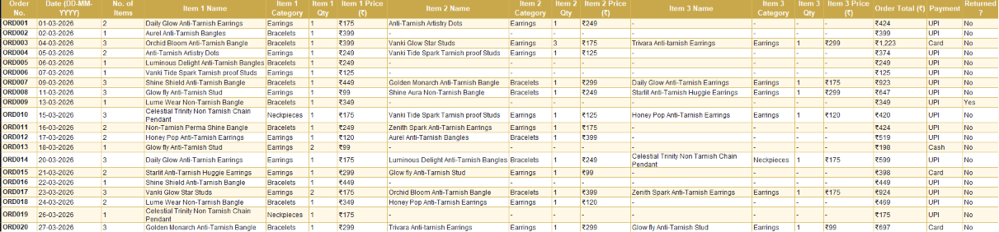 Order No. Date (DD-MM-YYYY) No. of Items Item 1 Name Item 1 Category Item 1 Qty Item 1 Price (₹) Item 2 Name Item 2 Category Item 2 Qty Item 2 Price (₹) Item 3 Name Item 3 Category Item 3 Qty Item 3 Price (₹) Order Total (₹) Payment Returned ?
ORD001 01-03-2026 2 Daily Glow Anti-Tarnish Earrings Earrings 1 ₹175 Anti-Tarnish Artistry Dots Earrings 1 ₹249 - - - - ₹424 UPI No
ORD002 02-03-2026 1 Aurel Anti-Tarnish Bangles Bracelets 1 ₹399 - - - - - - - - ₹399 UPI No
ORD003 04-03-2026 3 Orchid Bloom Anti-Tarnish Bangle Bracelets 1 ₹399 Vanki Glow Star Studs Earrings 3 ₹175 Trivara Anti-tarnish Earrings Earrings 1 ₹299 ₹1,223 Card No
ORD004 05-03-2026 2 Anti-Tarnish Artistry Dots Earrings 1 ₹249 Vanki Tide Spark Tarnish proof Studs Earrings 1 ₹125 - - - - ₹374 UPI No
ORD005 06-03-2026 1 Luminous Delight Anti-Tarnish Bangles Bracelets 1 ₹249 - - - - - - - - ₹249 UPI No
ORD006 07-03-2026 1 Vanki Tide Spark Tarnish proof Studs Earrings 1 ₹125 - - - - - - - - ₹125 UPI No
ORD007 09-03-2026 3 Shine Shield Anti-Tarnish Bangle Bracelets 1 ₹449 Golden Monarch Anti-Tarnish Bangle Bracelets 1 ₹299 Daily Glow Anti-Tarnish Earrings Earrings 1 ₹175 ₹923 UPI No
ORD008 11-03-2026 3 Glow fly Anti-Tarnish Stud Earrings 1 ₹99 Shine Aura Non-Tarnish Bangle Bracelets 1 ₹249 Starlit Anti-Tarnish Huggie Earrings Earrings 1 ₹299 ₹647 UPI No
ORD009 13-03-2026 1 Lume Wear Non-Tarnish Bangle Bracelets 1 ₹349 - - - - - - - - ₹349 UPI Yes
ORD010 15-03-2026 3 Celestial Trinity Non Tarnish Chain Pendant Neckpieces 1 ₹175 Vanki Tide Spark Tarnish proof Studs Earrings 1 ₹125 Honey Pop Anti-Tarnish Earrings Earrings 1 ₹120 ₹420 UPI No
ORD011 16-03-2026 2 Non-Tarnish Perma Shine Bangle Bracelets 1 ₹249 Zenith Spark Anti-Tarnish Earrings Earrings 1 ₹175 - - - - ₹424 UPI No
ORD012 17-03-2026 2 Honey Pop Anti-Tarnish Earrings Earrings 1 ₹120 Aurel Anti-Tarnish Bangles Bracelets 1 ₹399 - - - - ₹519 UPI No
ORD013 18-03-2026 1 Glow fly Anti-Tarnish Stud Earrings 2 ₹99 - - - - - - - - ₹198 Cash No
ORD014 20-03-2026 3 Daily Glow Anti-Tarnish Earrings Earrings 1 ₹175 Luminous Delight Anti-Tarnish Bangles Bracelets 1 ₹249 Celestial Trinity Non Tarnish Chain Pendant Neckpieces 1 ₹175 ₹599 UPI No
ORD015 21-03-2026 2 Starlit Anti-Tarnish Huggie Earrings Earrings 1 ₹299 Glow fly Anti-Tarnish Stud Earrings 1 ₹99 - - - - ₹398 Card No
ORD016 22-03-2026 1 Shine Shield Anti-Tarnish Bangle Bracelets 1 ₹449 - - - - - - - - ₹449 UPI No
ORD017 23-03-2026 3 Vanki Glow Star Studs Earrings 2 ₹175 Orchid Bloom Anti-Tarnish Bangle Bracelets 1 ₹399 Zenith Spark Anti-Tarnish Earrings Earrings 1 ₹175 ₹924 UPI No
ORD018 24-03-2026 2 Lume Wear Non-Tarnish Bangle Bracelets 1 ₹349 Honey Pop Anti-Tarnish Earrings Earrings 1 ₹120 - - - - ₹469 UPI No
ORD019 26-03-2026 1 Celestial Trinity Non Tarnish Chain Pendant Neckpieces 1 ₹175 - - - - - - - - ₹175 UPI No
ORD020 27-03-2026 3 Golden Monarch Anti-Tarnish Bangle Bracelets 1 ₹299 Trivara Anti-tarnish Earrings Earrings 1 ₹299 Glow fly Anti-Tarnish Stud Earrings 1 ₹99 ₹697 Card No